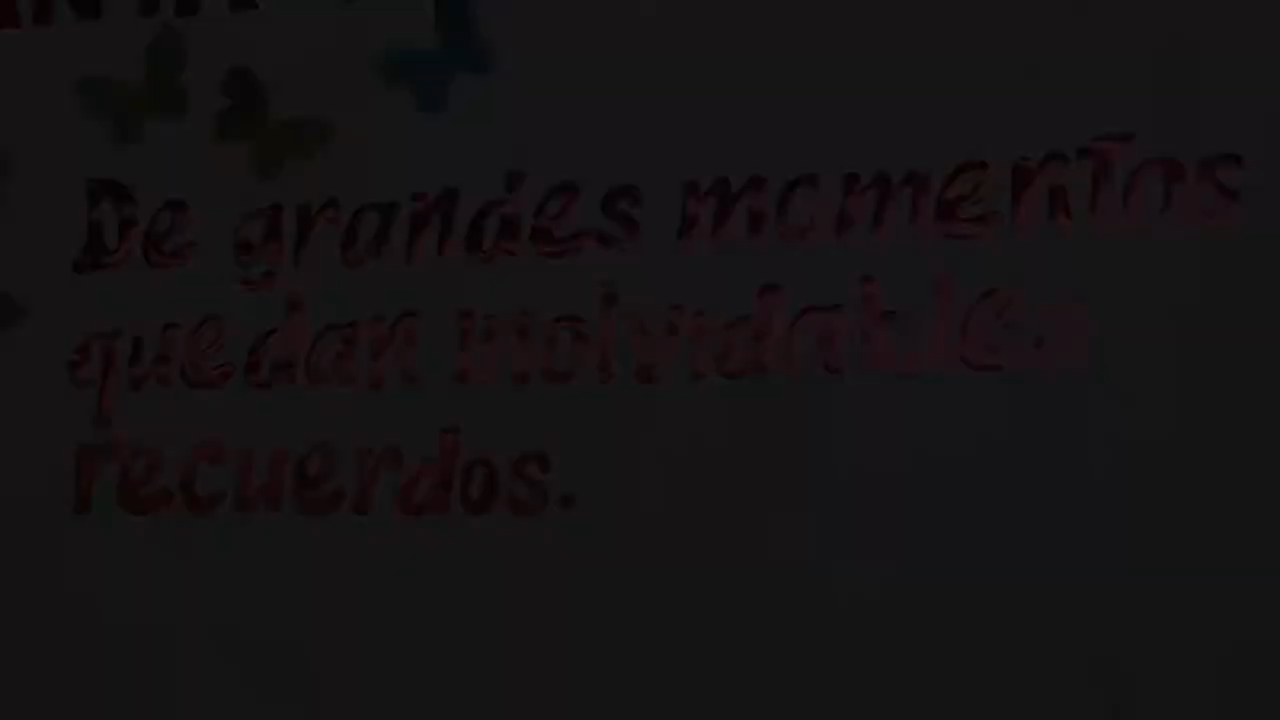 De grandes momentos
quedan inolvidables
recuerdos.